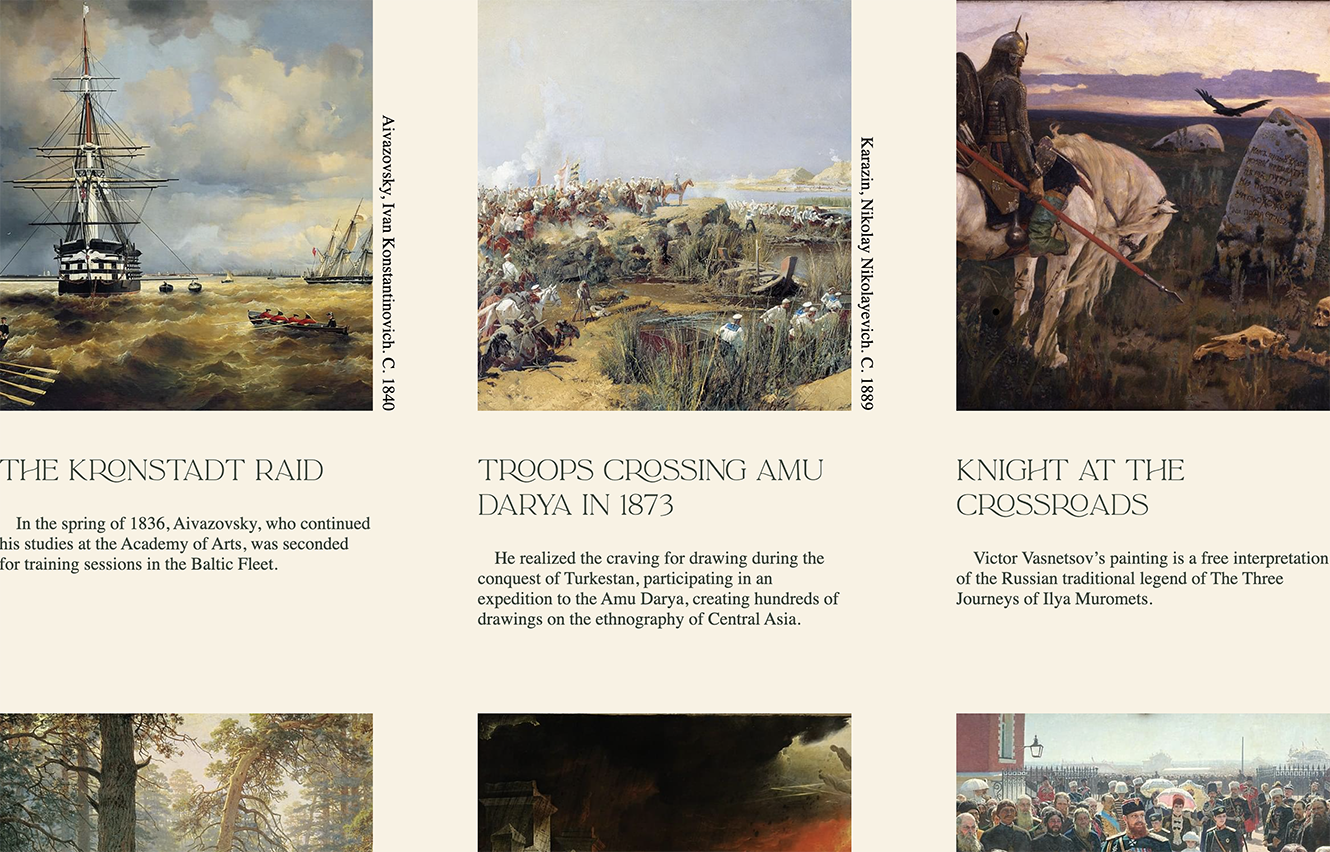 Aivazovsky, Ivan Konstantinovich. C. 1840
Karazin, Nikolay Nikolayevich. C. 1889
THE KRONSTADT RAID
In the spring of 1836, Aivazovsky, who continued
his studies at the Academy of Arts, was seconded
for training sessions in the Baltic Fleet.
TROOPS CROSSING AMU
DARYA IN 1873
He realized the craving for drawing during the
conquest of Turkestan, participating in an
expedition to the Amu Darya, creating hundreds of
drawings on the ethnography of Central Asia.
KNIGHT AT THE
CROSSROADS
Victor Vasnetsov’s painting is a free interpretation
of the Russian traditional legend of The Three
Journeys of Ilya Muromets.